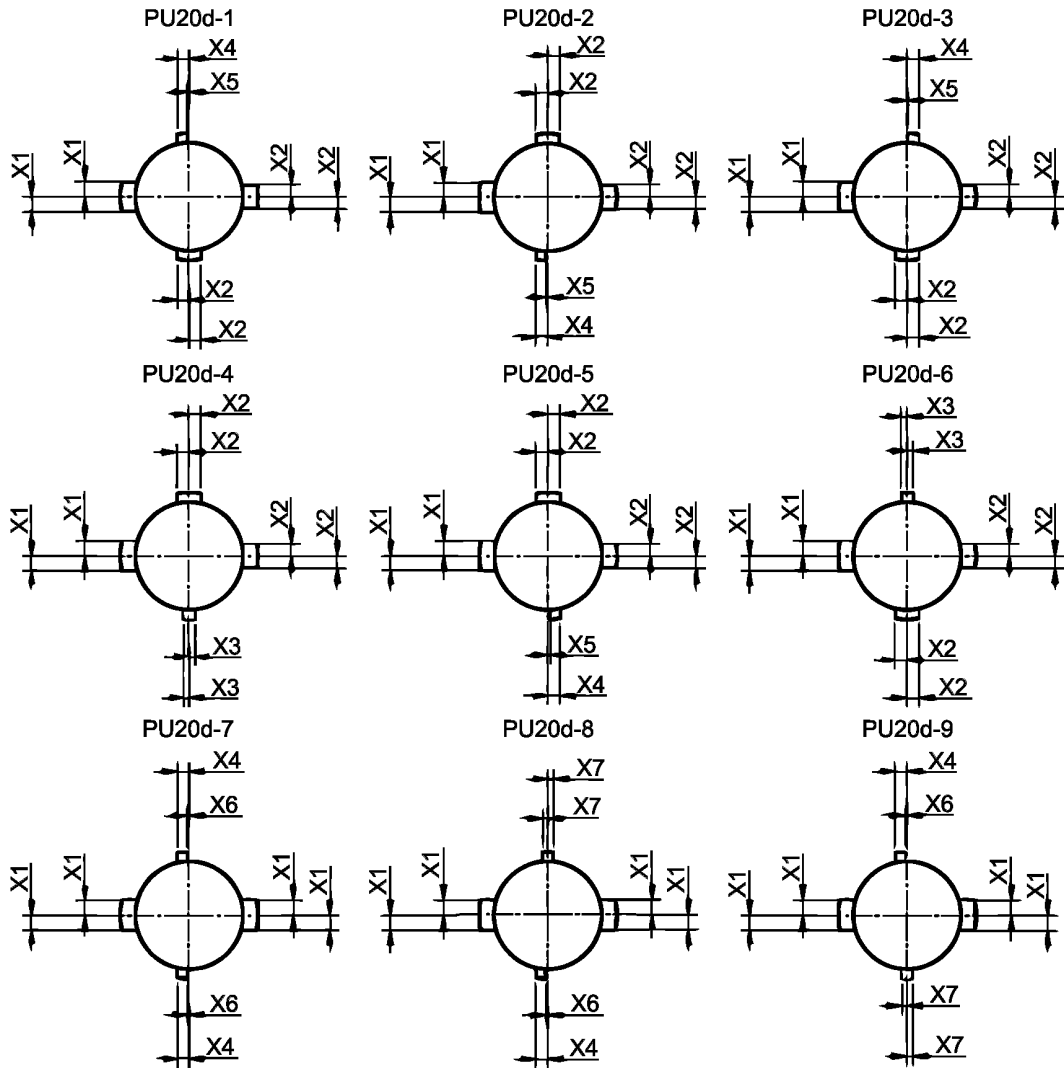 PU20d-1 PU20d-2 PU20d-3
X4 X2 X4
X5 X2 X5
X1 X1 X2 X2 X1 X1 X2 X2 X1 X1 X2 X2
X2 X5 X2
X2 X4 X2
PU20d-4 PU20d-5 PU20d-6
X2 X2 X3
X2 X2 X3
X1 X1 X2 X2 X1 X1 X2 X2 X1 X1 X2 X2
X3 X5 X2
X3 X4 X2
PU20d-7 PU20d-8 PU20d-9
X4 X7 X4
X6 X7 X6
X1 X1 X1 X1 X1 X1 X1 X1 X1 X1 X1 X1
X6 X6 X7
X4 X4 X7